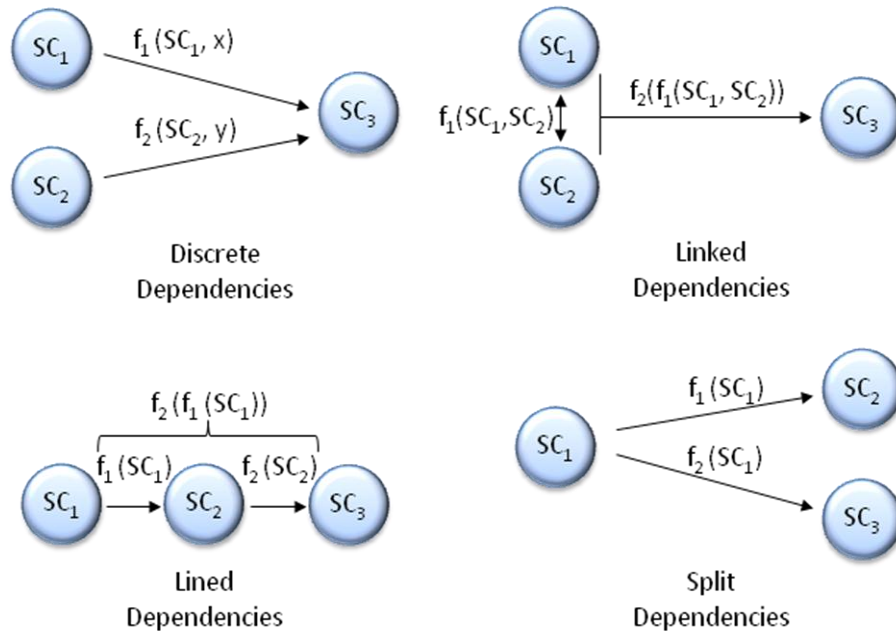 SC₁
f₁(SC₁, x)
SC₃
f₂(SC₂, y)
SC₂
Discrete
Dependencies
SC₁
f₁(SC₁,SC₂)
f₂(f₁(SC₁, SC₂))
SC₃
SC₂
Linked
Dependencies
f₂(f₁(SC₁))
f₁(SC₁)
f₂(SC₂)
SC₁
SC₂
SC₃
Lined
Dependencies
SC₁
f₁(SC₁)
SC₂
f₂(SC₁)
SC₃
Split
Dependencies